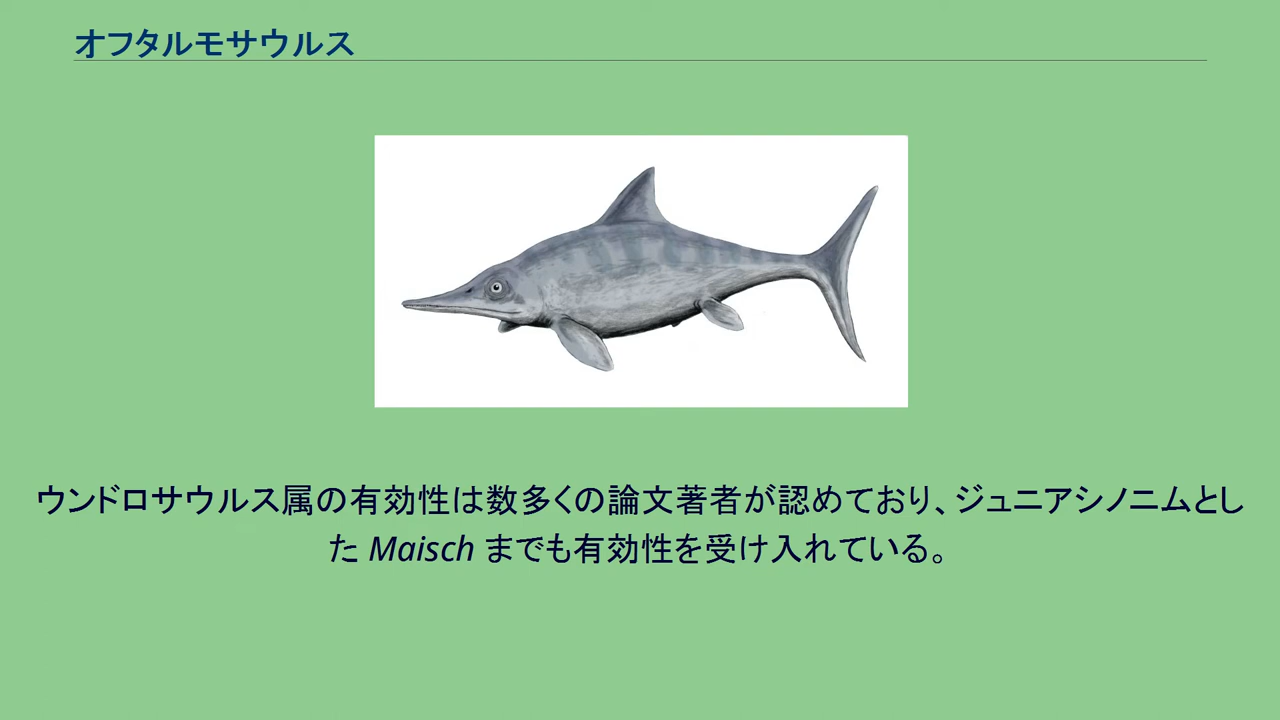 オフタルモサウルス
ウンドロサウルス属の有効性は数多くの論文著者が認めており、ジュニアシノニムとし
た Maisch までも有効性を受け入れている。